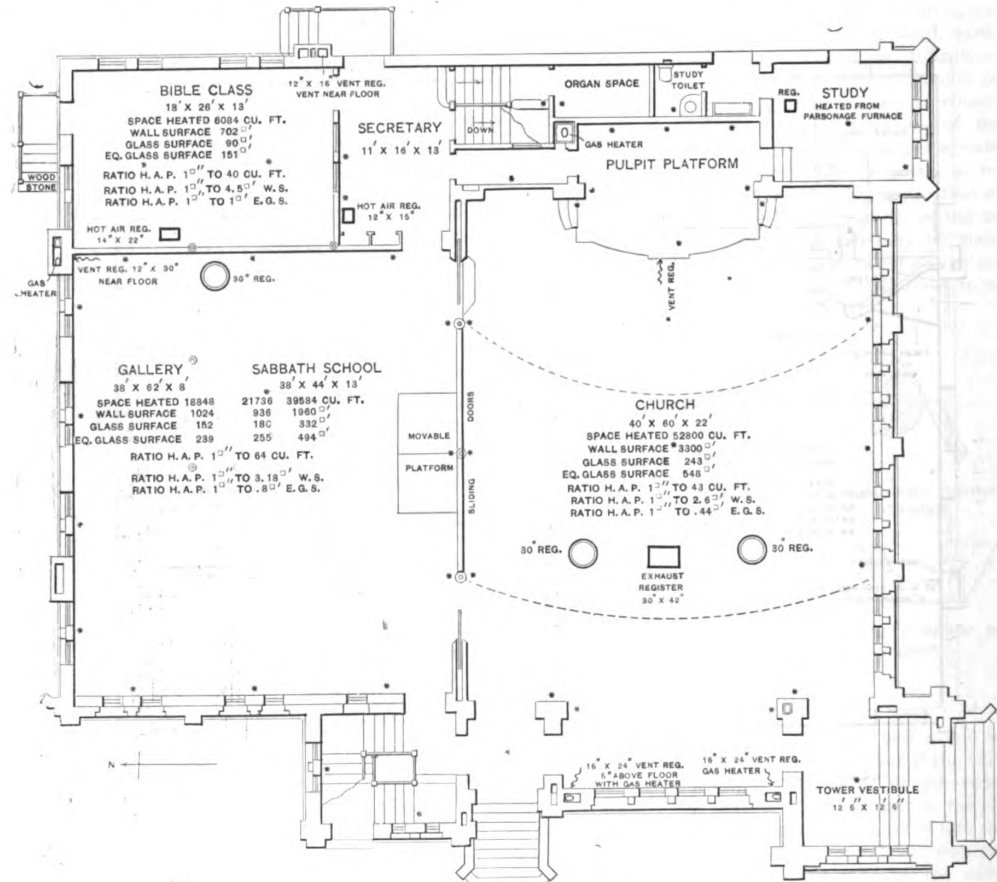 BIBLE CLASS
18' X 26' X 13'
SPACE HEATED 6084 CU. FT.
WALL SURFACE 702 □'
GLASS SURFACE 90 □'
EQ. GLASS SURFACE 151 □'
RATIO H. A. P. 1 □" TO 40 CU. FT.
RATIO H. A. P. 1 □" TO 4.5 □' W. S.
RATIO H. A. P. 1 □" TO 1 □' E. G. S.
HOT AIR REG.
14" X 22"
12" X 16" VENT REG.
VENT NEAR FLOOR
SECRETARY
11' X 16' X 13'
HOT AIR REG.
12" X 15"
DOWN
ORGAN SPACE
STUDY
TOILET
GAS HEATER
PULPIT PLATFORM
REG.
STUDY
HEATED FROM
PARSONAGE FURNACE
WOOD
STONE
GAS
HEATER
VENT REG. 12" X 30"
NEAR FLOOR
30" REG.
VENT REG.
GALLERY
38' X 62' X 8'
SABBATH SCHOOL
38' X 44' X 13'
SPACE HEATED 18848 21736 39584 CU. FT.
WALL SURFACE 1024 936 1960 □'
GLASS SURFACE 152 180 332 □'
EQ. GLASS SURFACE 239 255 494 □'
RATIO H. A. P. 1 □" TO 64 CU. FT.
RATIO H. A. P. 1 □" TO 3.18 □' W. S.
RATIO H. A. P. 1 □" TO .8 □' E. G. S.
MOVABLE
PLATFORM
SLIDING DOORS
CHURCH
40' X 60' X 22'
SPACE HEATED 52800 CU. FT.
WALL SURFACE 3300 □'
GLASS SURFACE 243 □'
EQ. GLASS SURFACE 548 □'
RATIO H. A. P. 1 □" TO 43 CU. FT.
RATIO H. A. P. 1 □" TO 2.6 □' W. S.
RATIO H. A. P. 1 □" TO .44 □' E. G. S.
30" REG.
EXHAUST
REGISTER
30" X 42"
30" REG.
N
16" X 24" VENT REG.
6" ABOVE FLOOR
WITH GAS HEATER
16" X 24" VENT REG.
GAS HEATER
TOWER VESTIBULE
12' 6" X 12' 6"